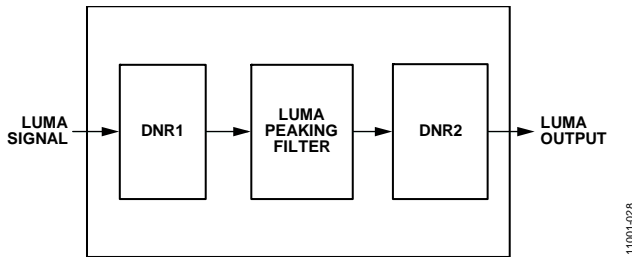 LUMA
SIGNAL
DNR1
LUMA
PEAKING
FILTER
DNR2
LUMA
OUTPUT
11001-028